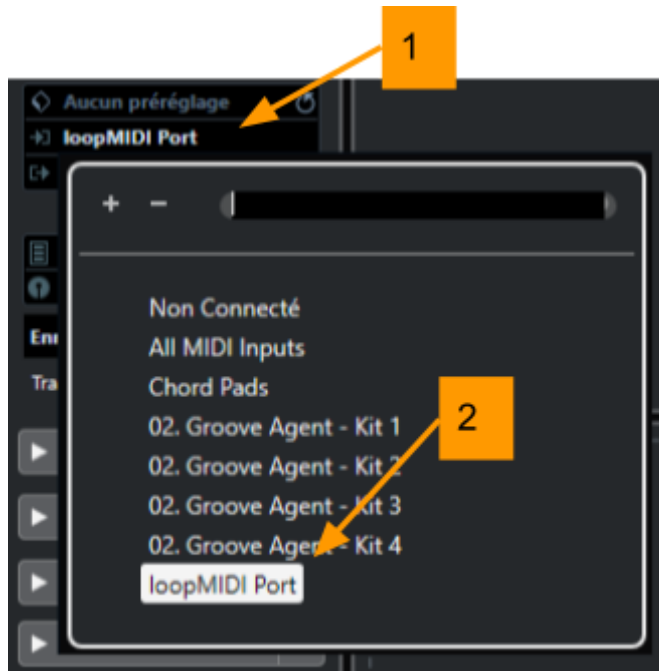 1
Aucun préréglage
loopMIDI Port
+ −
Non Connecté
All MIDI Inputs
Chord Pads
02. Groove Agent - Kit 1
02. Groove Agent - Kit 2
02. Groove Agent - Kit 3
02. Groove Agent - Kit 4
loopMIDI Port
2
Tra